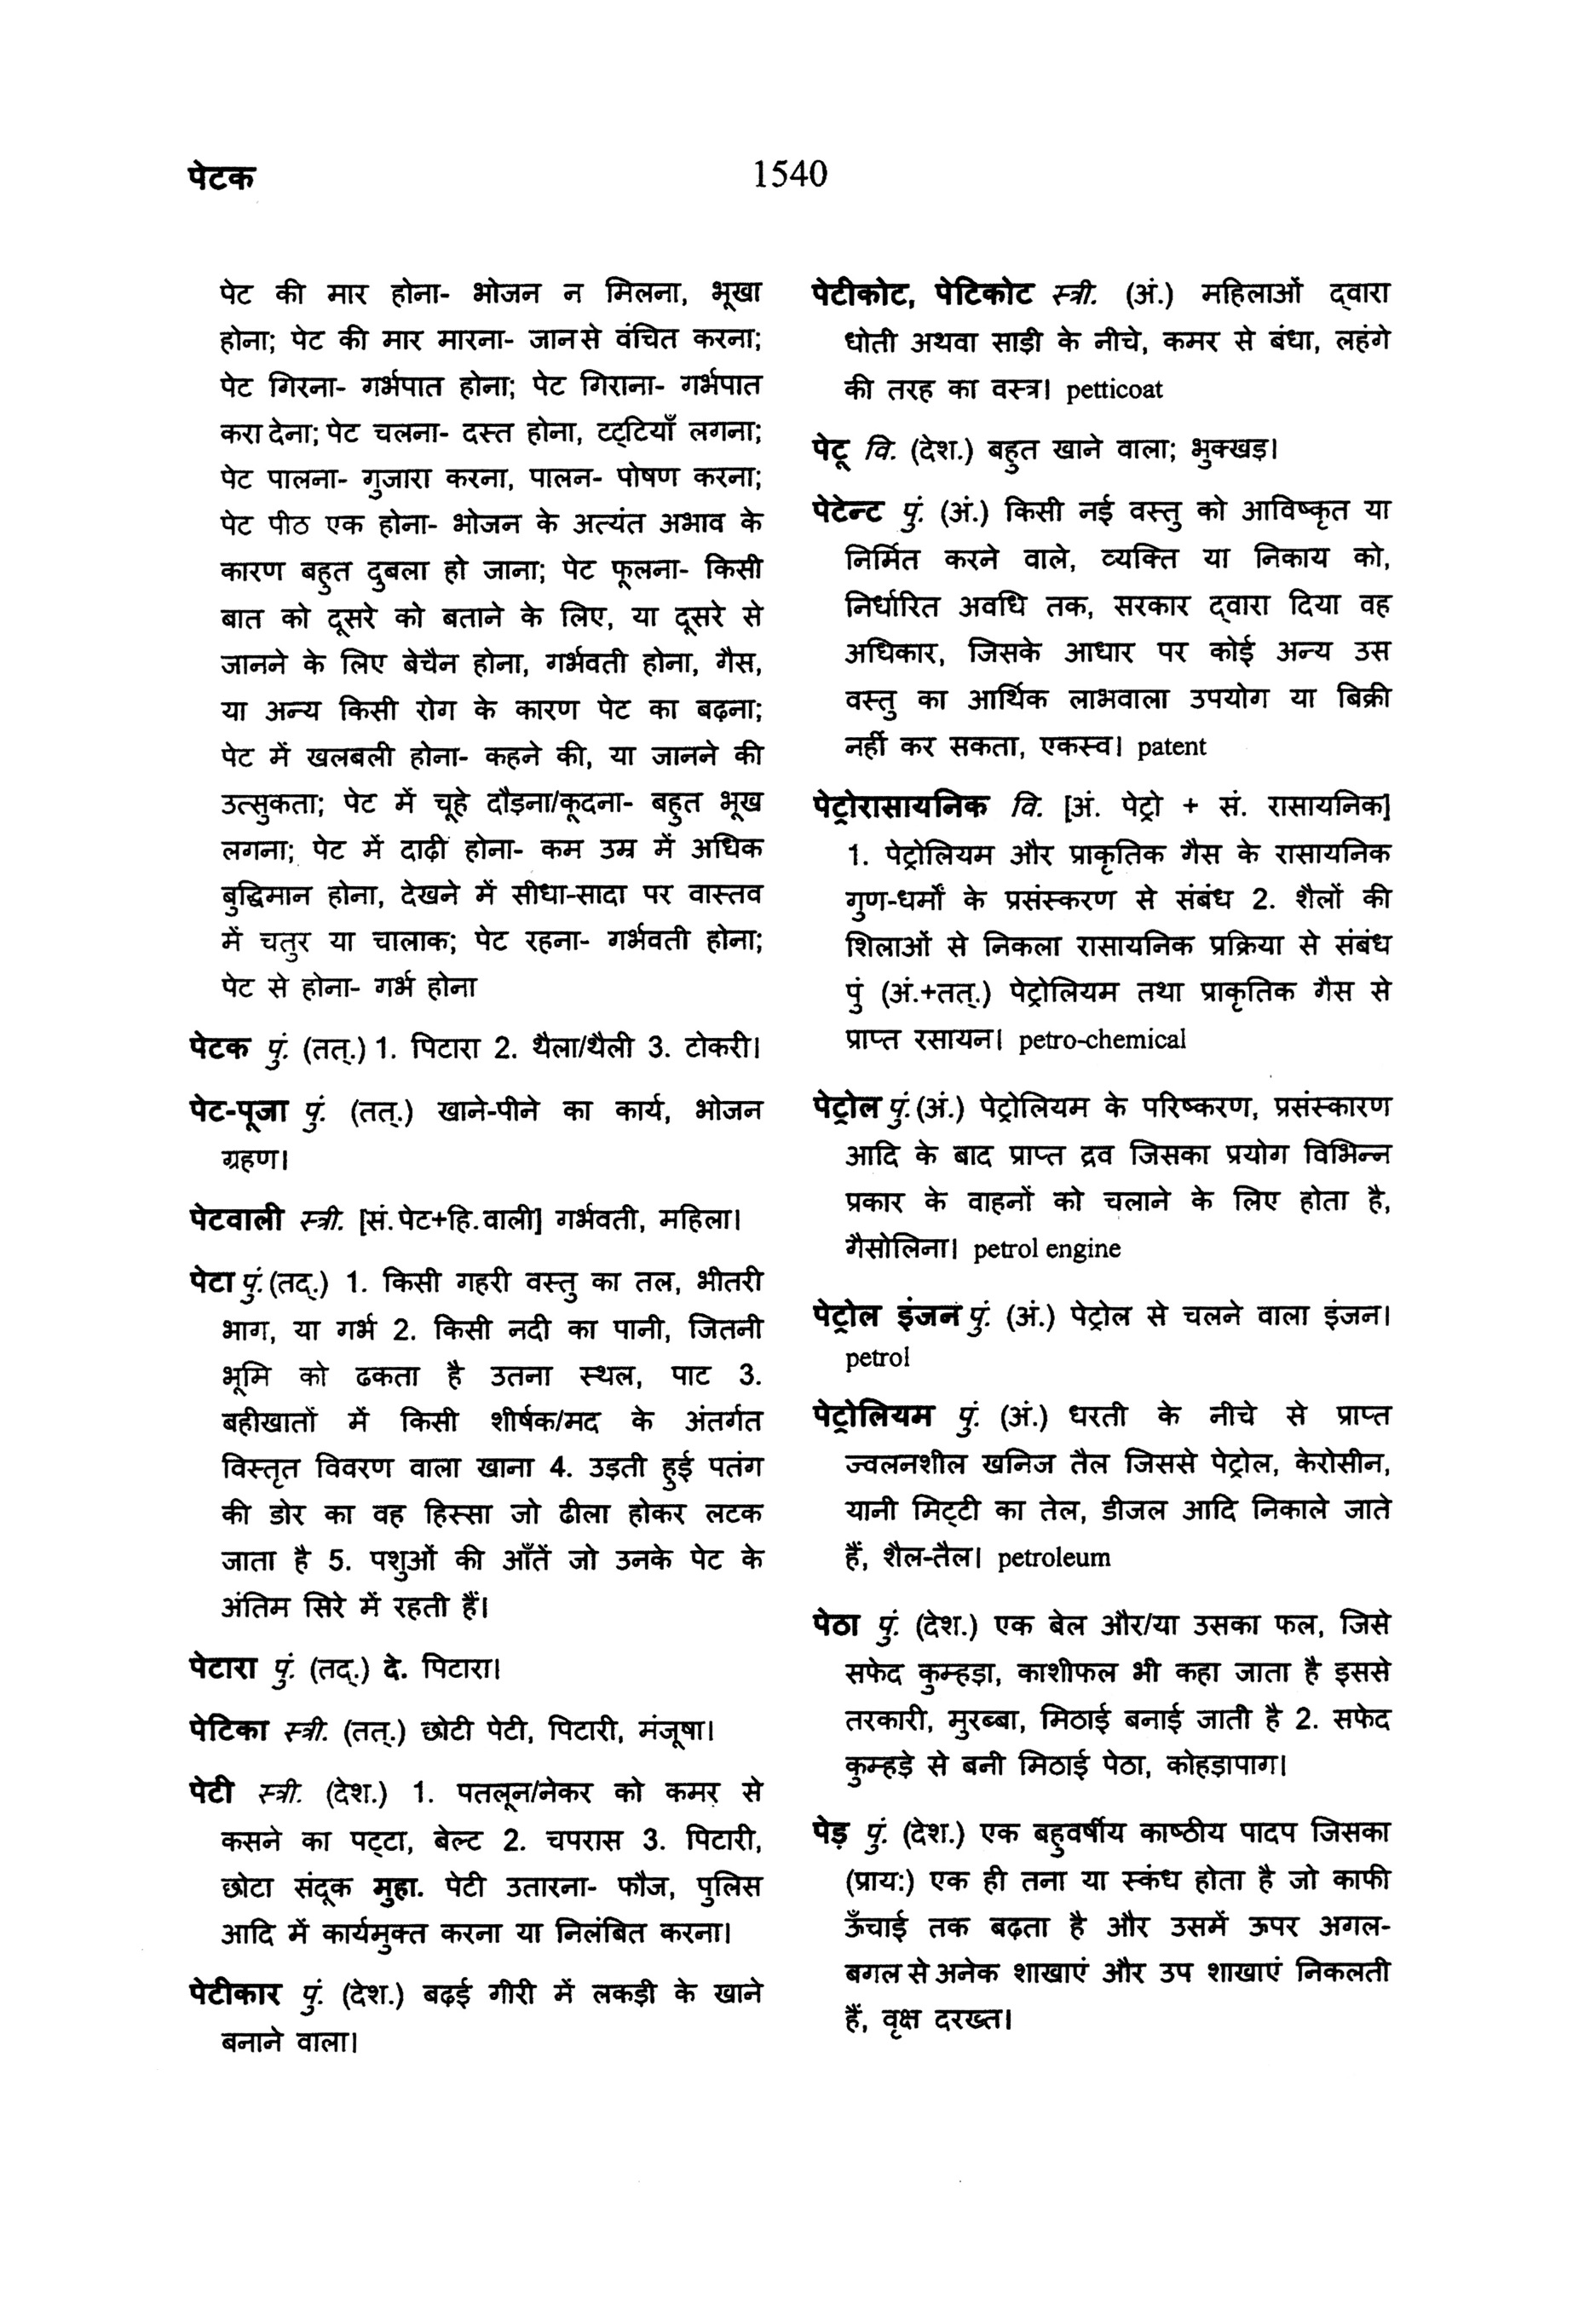 पेटक
1540
पेट की मार होना- भोजन न मिलना, भूखा
होना; पेट की मार मारना- जान से वंचित करना;
पेट गिरना- गर्भपात होना; पेट गिराना- गर्भपात
करा देना; पेट चलना- दस्त होना, टट्टियाँ लगना;
पेट पालना- गुजारा करना, पालन- पोषण करना;
पेट पीठ एक होना- भोजन के अत्यंत अभाव के
कारण बहुत दुबला हो जाना; पेट फूलना- किसी
बात को दूसरे को बताने के लिए, या दूसरे से
जानने के लिए बेचैन होना, गर्भवती होना, गैस,
या अन्य किसी रोग के कारण पेट का बढ़ना;
पेट में खलबली होना- कहने की, या जानने की
उत्सुकता; पेट में चूहे दौड़ना/कूदना- बहुत भूख
लगना; पेट में दाढ़ी होना- कम उम्र में अधिक
बुद्धिमान होना, देखने में सीधा-सादा पर वास्तव
में चतुर या चालाक; पेट रहना- गर्भवती होना;
पेट से होना- गर्भ होना
पेटक पुं. (तत्.) 1. पिटारा 2. थैला/थैली 3. टोकरी।
पेट-पूजा पुं. (तत्.) खाने-पीने का कार्य, भोजन
ग्रहण।
पेटवाली स्त्री. [सं.पेट+हि.वाली] गर्भवती, महिला।
पेटा पुं.(तद्.) 1. किसी गहरी वस्तु का तल, भीतरी
भाग, या गर्भ 2. किसी नदी का पानी, जितनी
भूमि को ढकता है उतना स्थल, पाट 3.
बहीखातों में किसी शीर्षक/मद के अंतर्गत
विस्तृत विवरण वाला खाना 4. उड़ती हुई पतंग
की डोर का वह हिस्सा जो ढीला होकर लटक
जाता है 5. पशुओं की आँतें जो उनके पेट के
अंतिम सिरे में रहती हैं।
पेटारा पुं. (तद्.) दे. पिटारा।
पेटिका स्त्री. (तत्.) छोटी पेटी, पिटारी, मंजूषा।
पेटी स्त्री. (देश.) 1. पतलून/नेकर को कमर से
कसने का पट्टा, बेल्ट 2. चपरास 3. पिटारी,
छोटा संदूक मुहा. पेटी उतारना- फौज, पुलिस
आदि में कार्यमुक्त करना या निलंबित करना।
पेटीकार पुं. (देश.) बढ़ई गीरी में लकड़ी के खाने
बनाने वाला।
पेटीकोट, पेटिकोट स्त्री. (अं.) महिलाओं द्वारा
धोती अथवा साड़ी के नीचे, कमर से बंधा, लहंगे
की तरह का वस्त्र। petticoat
पेटू वि. (देश.) बहुत खाने वाला; भुक्खड़।
पेटेन्ट पुं. (अं.) किसी नई वस्तु को आविष्कृत या
निर्मित करने वाले, व्यक्ति या निकाय को,
निर्धारित अवधि तक, सरकार द्वारा दिया वह
अधिकार, जिसके आधार पर कोई अन्य उस
वस्तु का आर्थिक लाभवाला उपयोग या बिक्री
नहीं कर सकता, एकस्व। patent
पेट्रोरासायनिक वि. [अं. पेट्रो + सं. रासायनिक]
1. पेट्रोलियम और प्राकृतिक गैस के रासायनिक
गुण-धर्मों के प्रसंस्करण से संबंध 2. शैलों की
शिलाओं से निकला रासायनिक प्रक्रिया से संबंध
पुं (अं.+तत्.) पेट्रोलियम तथा प्राकृतिक गैस से
प्राप्त रसायन। petro-chemical
पेट्रोल पुं.(अं.) पेट्रोलियम के परिष्करण, प्रसंस्कारण
आदि के बाद प्राप्त द्रव जिसका प्रयोग विभिन्न
प्रकार के वाहनों को चलाने के लिए होता है,
गैसोलिना। petrol engine
पेट्रोल इंजन पुं. (अं.) पेट्रोल से चलने वाला इंजन।
petrol
पेट्रोलियम पुं. (अं.) धरती के नीचे से प्राप्त
ज्वलनशील खनिज तैल जिससे पेट्रोल, केरोसीन,
यानी मिट्टी का तेल, डीजल आदि निकाले जाते
हैं, शैल-तैल। petroleum
पेठा पुं. (देश.) एक बेल और/या उसका फल, जिसे
सफेद कुम्हड़ा, काशीफल भी कहा जाता है इससे
तरकारी, मुरब्बा, मिठाई बनाई जाती है 2. सफेद
कुम्हड़े से बनी मिठाई पेठा, कोहड़ापाग।
पेड़ पुं. (देश.) एक बहुवर्षीय काष्ठीय पादप जिसका
(प्राय:) एक ही तना या स्कंध होता है जो काफी
ऊँचाई तक बढ़ता है और उसमें ऊपर अगल-
बगल से अनेक शाखाएं और उप शाखाएं निकलती
हैं, वृक्ष दरख्त।